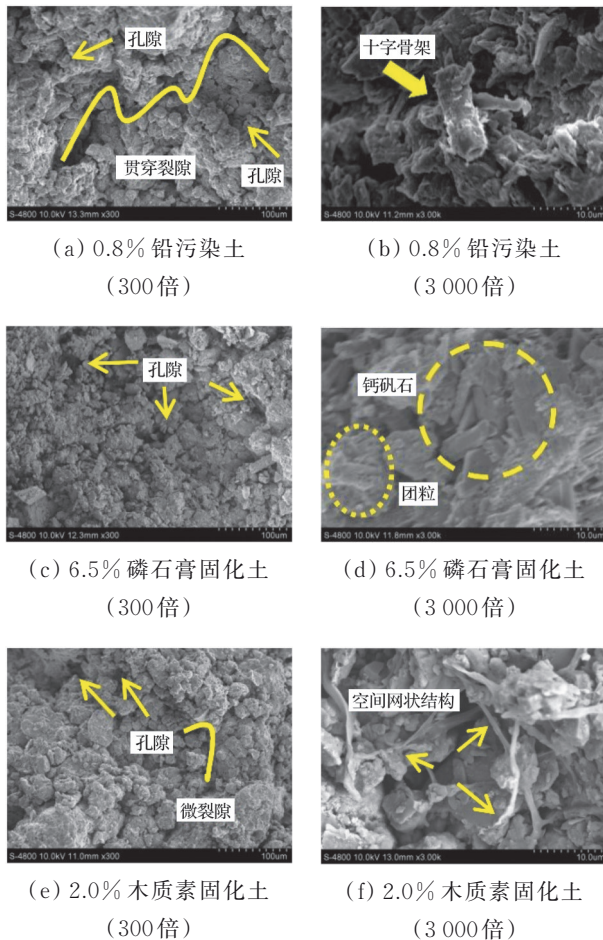 孔隙
贯穿裂隙
孔隙
S-4800 10.0kV 13.3mm x300
100um
十字骨架
S-4800 10.0kV 11.2mm x3.00k
10.0um
(a) 0.8% 铅污染土
(300倍)
(b) 0.8% 铅污染土
(3 000倍)
孔隙
S-4800 10.0kV 12.3mm x300
100um
钙矾石
团粒
S-4800 10.0kV 11.8mm x3.00k
10.0um
(c) 6.5% 磷石膏固化土
(300倍)
(d) 6.5% 磷石膏固化土
(3 000倍)
孔隙
微裂隙
S-4800 10.0kV 11.0mm x300
100um
空间网状结构
S-4800 10.0kV 13.0mm x3.00k
10.0um
(e) 2.0% 木质素固化土
(300倍)
(f) 2.0% 木质素固化土
(3 000倍)